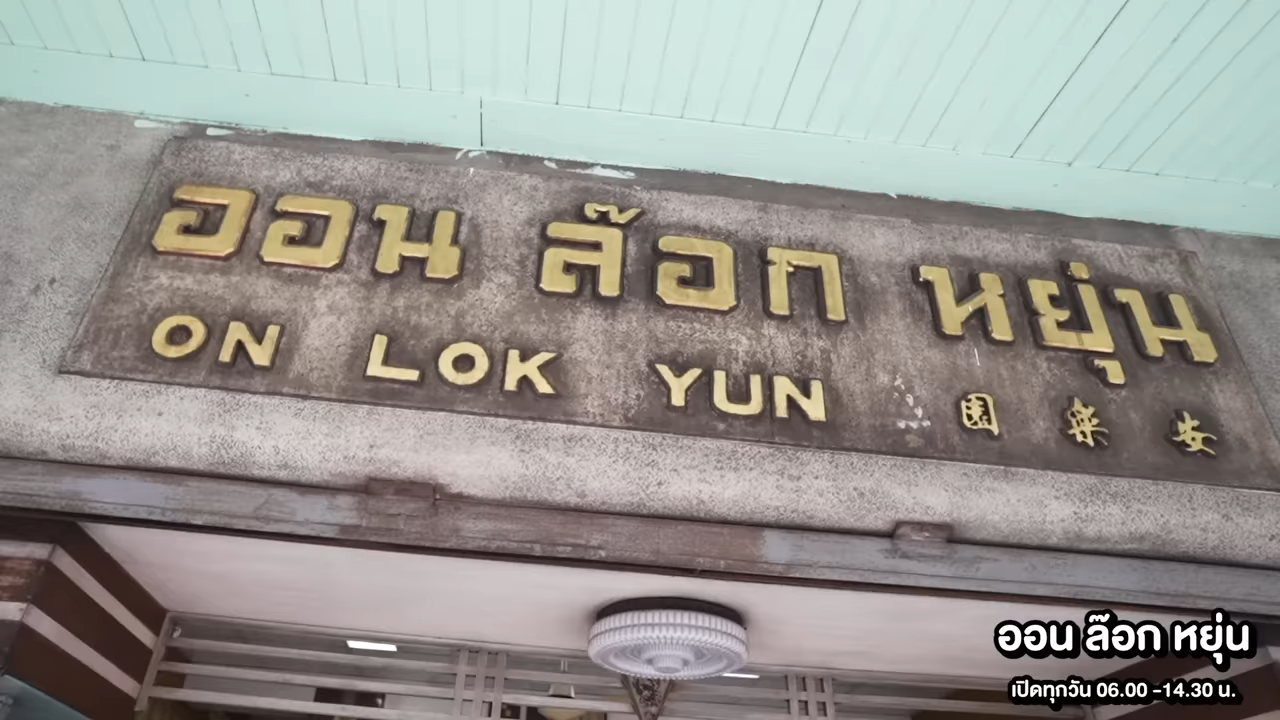 ออน ล๊อก หยุ่น
ON LOK YUN
園 樂 安
ออน ล๊อก หยุ่น
เปิดทุกวัน 06.00 -14.30 น.